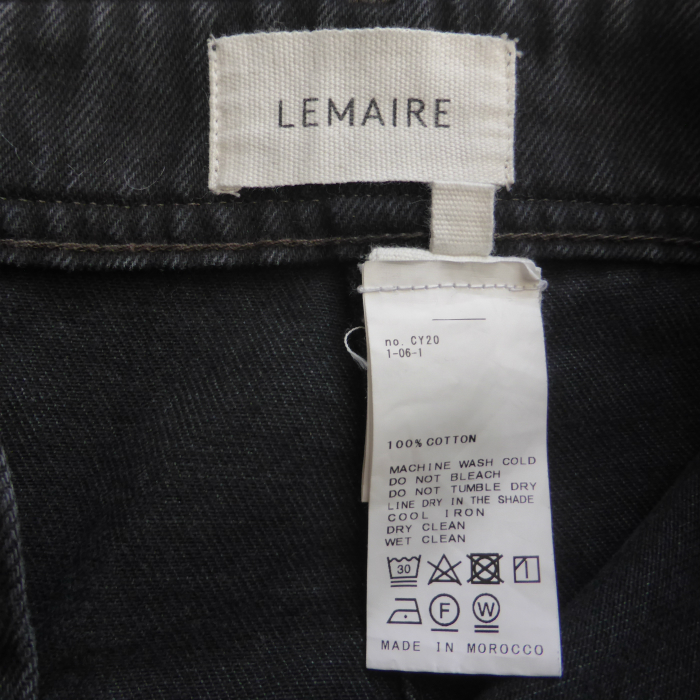 LEMAIRE
no. CY20
1-06-1
100% COTTON
MACHINE WASH COLD
DO NOT BLEACH
DO NOT TUMBLE DRY
LINE DRY IN THE SHADE
COOL IRON
DRY CLEAN
WET CLEAN
30
F W
MADE IN MOROCCO